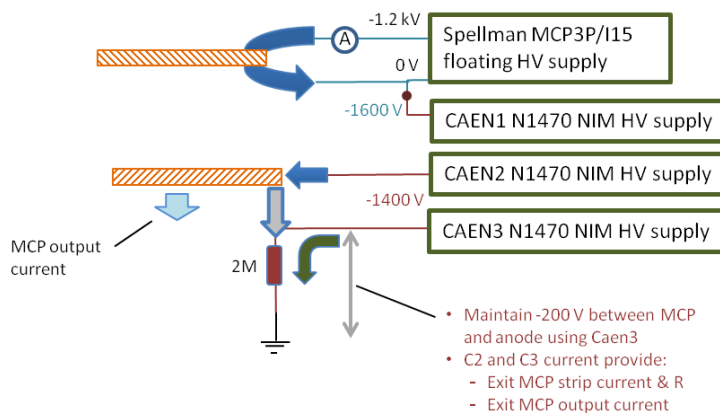 -1.2 kV
A
Spellman MCP3P/I15
floating HV supply
0 V
-1600 V
CAEN1 N1470 NIM HV supply
CAEN2 N1470 NIM HV supply
-1400 V
CAEN3 N1470 NIM HV supply
MCP output
current
2M
• Maintain -200 V between MCP
and anode using Caen3
• C2 and C3 current provide:
- Exit MCP strip current & R
- Exit MCP output current